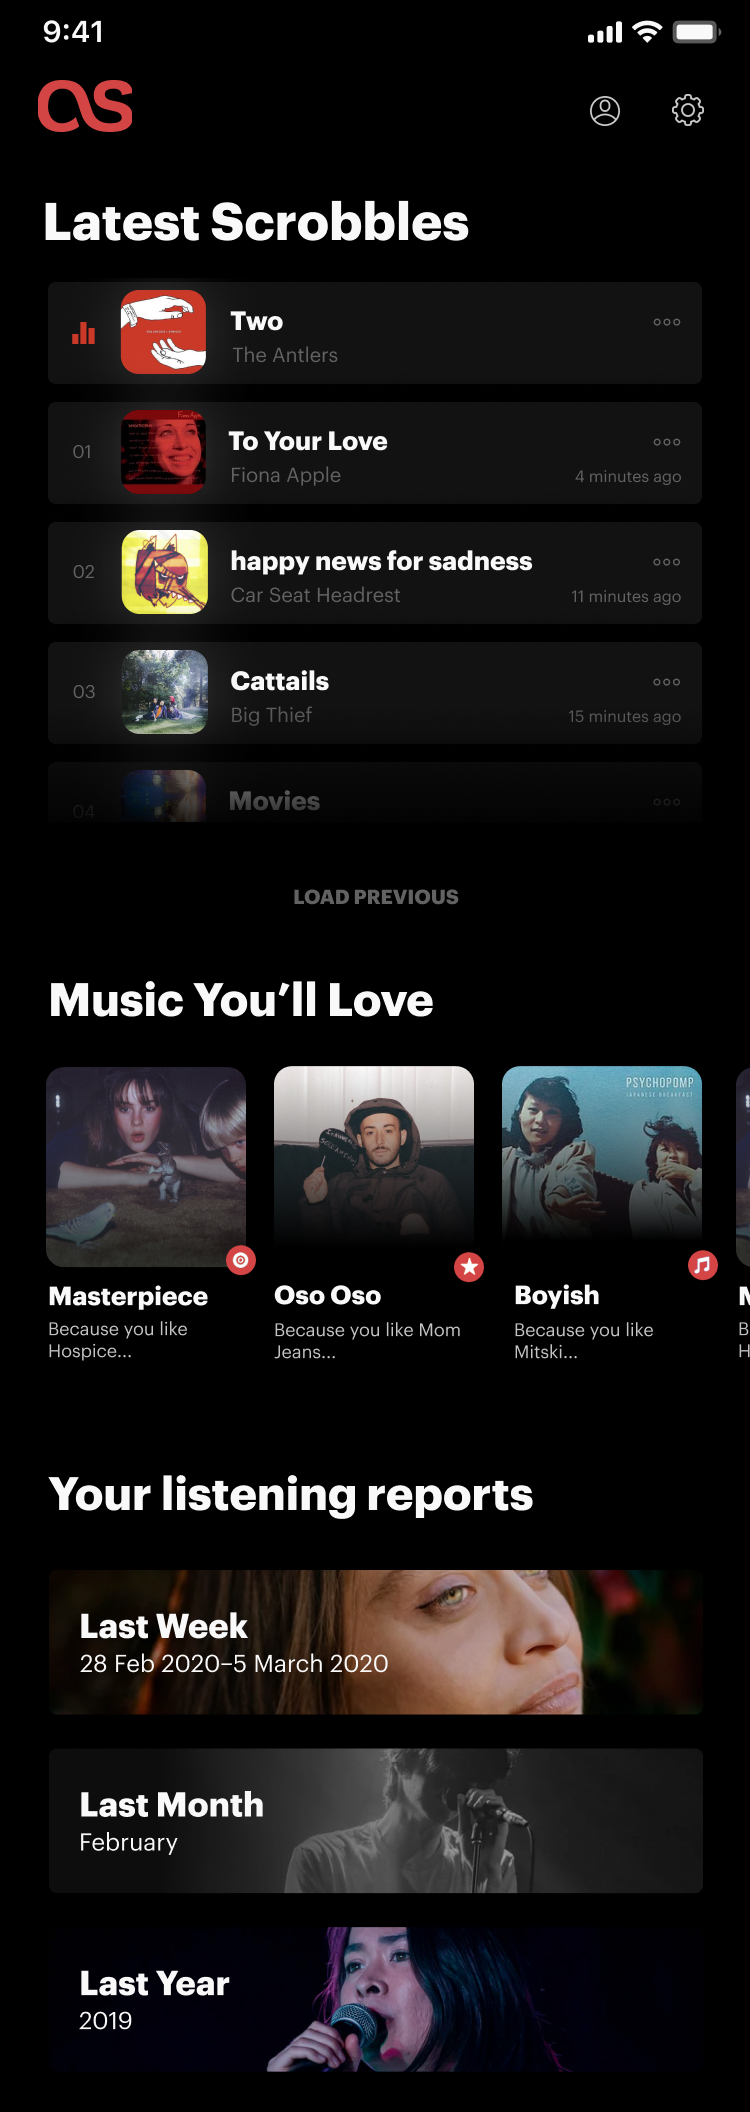 9:41
as
Latest Scrobbles
Two
The Antlers
01
To Your Love
Fiona Apple
4 minutes ago
02
happy news for sadness
Car Seat Headrest
11 minutes ago
03
Cattails
Big Thief
15 minutes ago
04
Movies
LOAD PREVIOUS
Music You’ll Love
PSYCHOPOMP
JAPANESE BREAKFAST
Masterpiece
Because you like
Hospice...
Oso Oso
Because you like Mom
Jeans...
Boyish
Because you like
Mitski...
Your listening reports
Last Week
28 Feb 2020–5 March 2020
Last Month
February
Last Year
2019